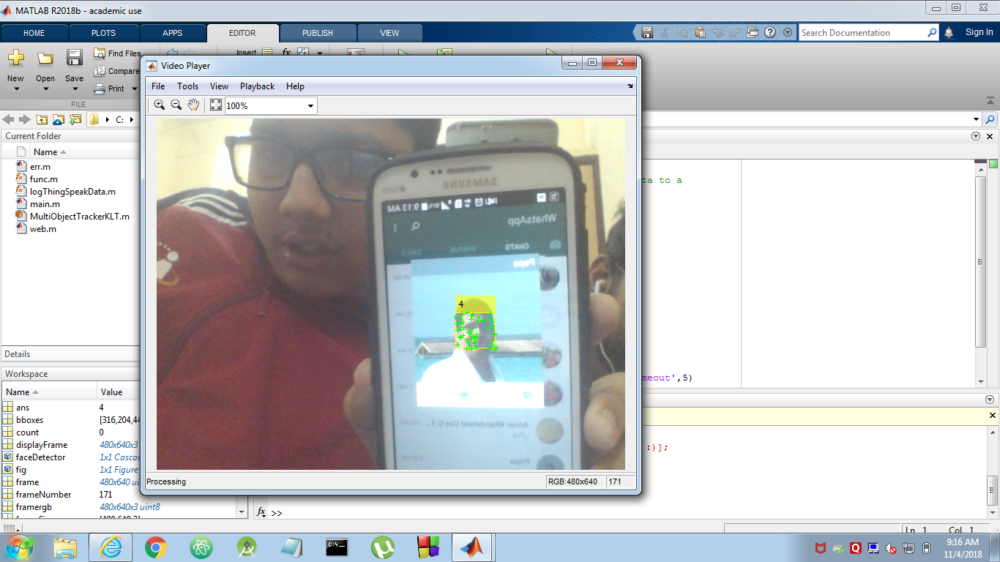 MATLAB R2018b - academic use
HOME
PLOTS
APPS
EDITOR
PUBLISH
VIEW
Search Documentation
Sign In
New
Open
Save
Find Files
Compare
Print
Insert
fx
FILE
C:
Current Folder
Name
err.m
func.m
logThingSpeakData.m
main.m
MultiObjectTrackerKLT.m
web.m
Details
Workspace
Name
Value
ans
4
bboxes
[316,204,44
count
0
displayFrame
480x640x3
faceDetector
1x1 Casca
fig
1x1 Figure
frame
480x640 ui
frameNumber
171
framergb
480x640x3 uint8
Video Player
File
Tools
View
Playback
Help
100%
SAMSUNG
9:13 AM
WhatsApp
CHATS
STATUS
CALLS
Papa
4
Aman Khandelwal Cce C-1...
Papa
Processing
RGB:480x640
171
ta to a
meout',5)
:)];
fx >>
Ln 1
Col 1
9:16 AM
11/4/2018